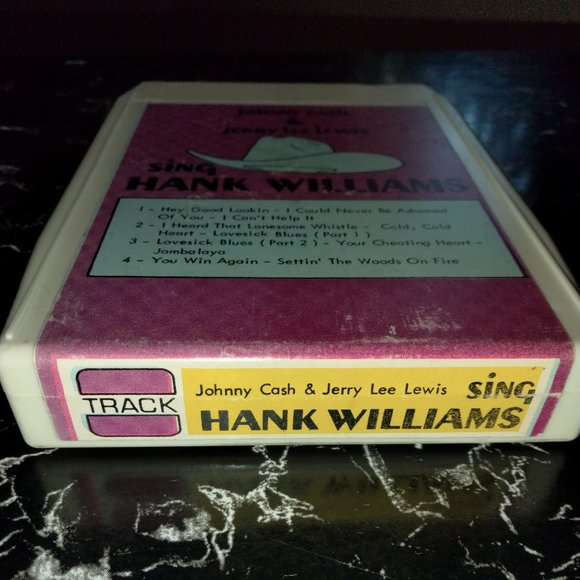 Johnny Cash
&
Jerry Lee Lewis
sing
HANK WILLIAMS
1 - Hey Good Lookin - I Could Never Be Ashamed
Of You - I Can't Help It
2 - I Heard That Lonesome Whistle - Cold, Cold
Heart - Lovesick Blues ( Part 1 )
3 - Lovesick Blues ( Part 2 ) - Your Cheating Heart -
Jambalaya
4 - You Win Again - Settin' The Woods On Fire
TRACK
Johnny Cash & Jerry Lee Lewis sing
HANK WILLIAMS